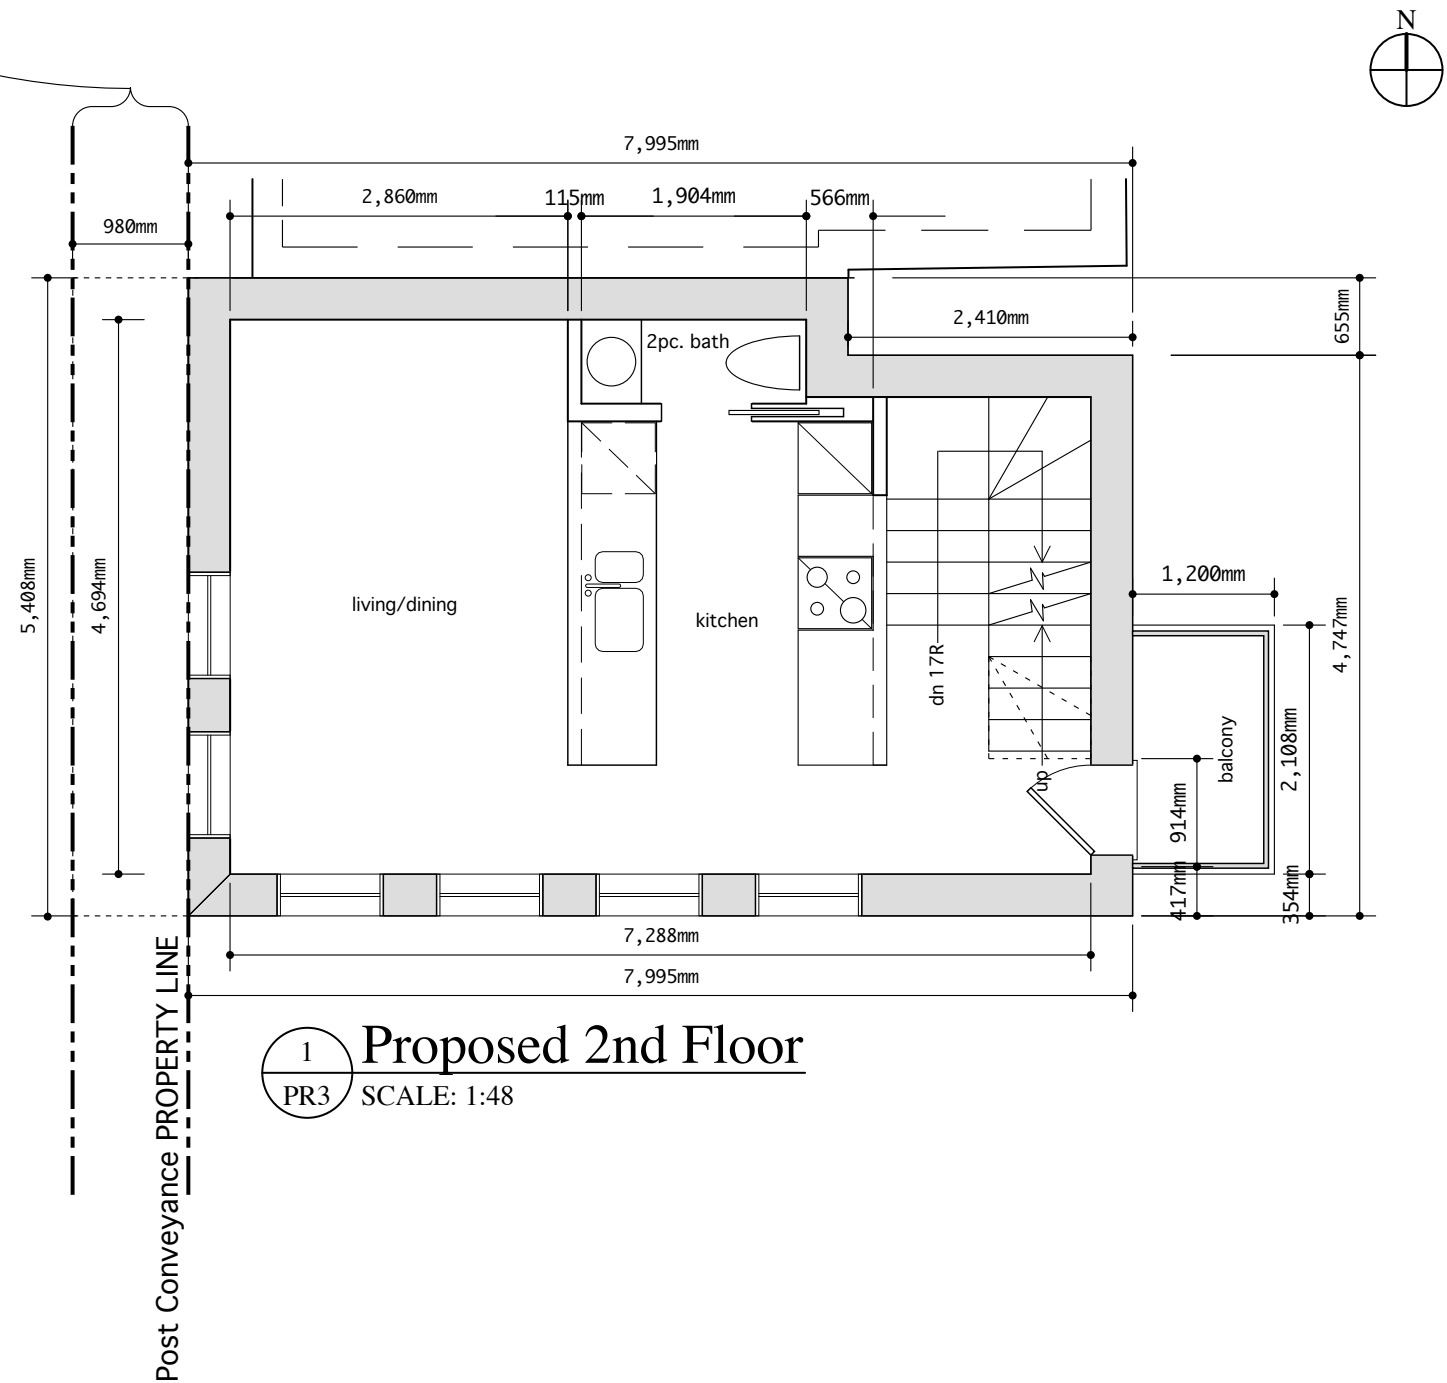 N
7,995mm
2,860mm
115mm
1,904mm
566mm
980mm
2,410mm
655mm
2pc. bath
5,408mm
4,694mm
living/dining
kitchen
dn 17R
up
1,200mm
4,747mm
balcony
2,108mm
914mm
417mm
354mm
7,288mm
7,995mm
Post Conveyance PROPERTY LINE
1
PR3
Proposed 2nd Floor
SCALE: 1:48